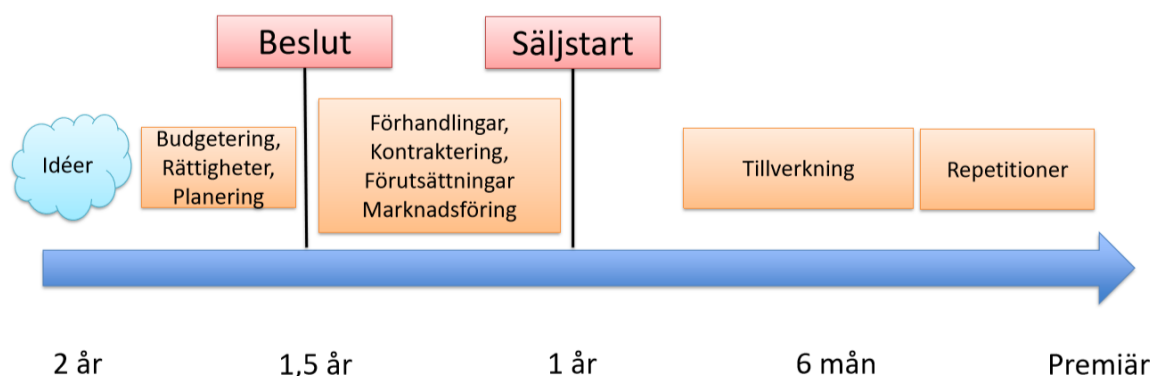 Beslut
Säljstart
Idéer
Budgetering,
Rättigheter,
Planering
Förhandlingar,
Kontraktering,
Förutsättningar
Marknadsföring
Tillverkning
Repetitioner
2 år
1,5 år
1 år
6 mån
Premiär